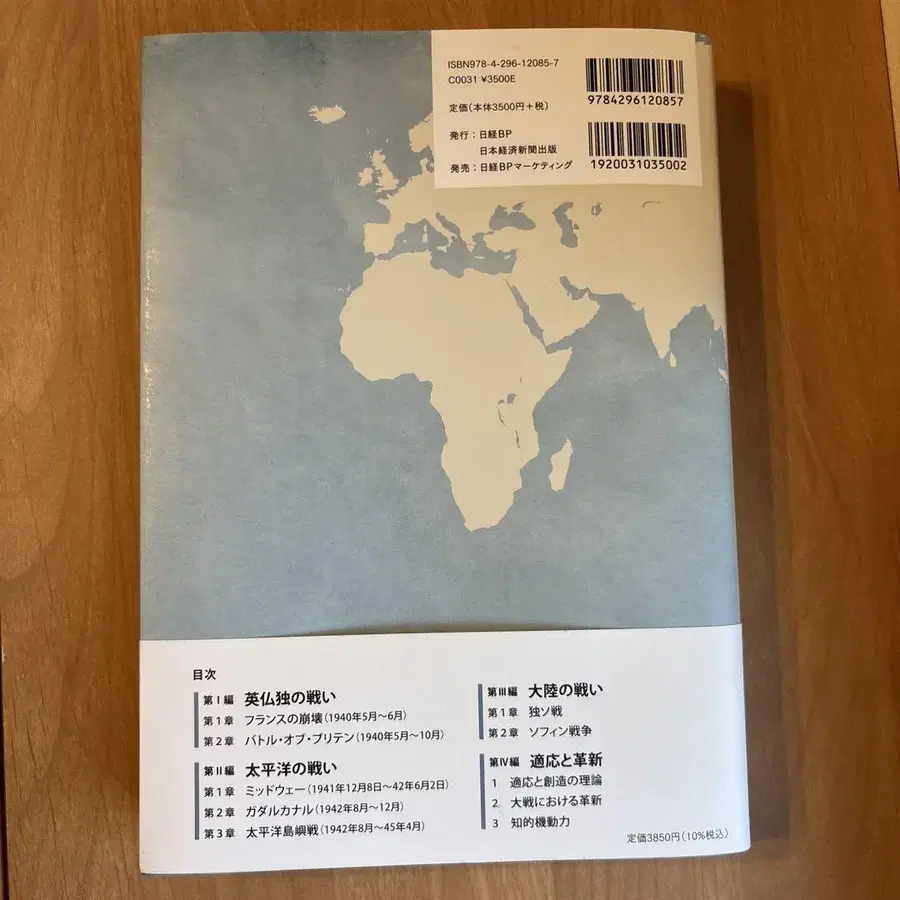 ISBN978-4-296-12085-7
C0031 ¥3500E
定価(本体3500円+税)
発行:日経BP
日本経済新聞出版
発売:日経BPマーケティング
9784296120857
1920031035002
目次
第Ⅰ編 英仏独の戦い
第1章 フランスの崩壊(1940年5月〜6月)
第2章 バトル・オブ・ブリテン(1940年5月〜10月)
第Ⅱ編 太平洋の戦い
第1章 ミッドウェー(1941年12月8日〜42年6月2日)
第2章 ガダルカナル(1942年8月〜12月)
第3章 太平洋島嶼戦(1942年8月〜45年4月)
第Ⅲ編 大陸の戦い
第1章 独ソ戦
第2章 ソフィン戦争
第Ⅳ編 適応と革新
1 適応と創造の理論
2. 大戦における革新
3 知的機動力
定価3850円(10%税込)